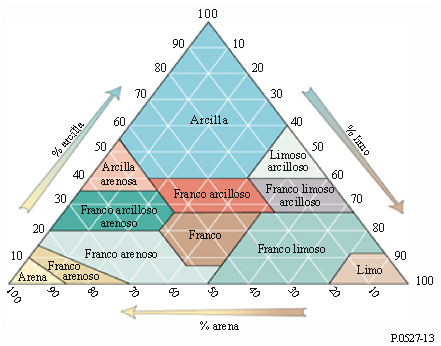 100
90 10
80 20
70 30
60 40
50 50
40 60
30 70
20 80
10 90
100
% arcilla
% limo
Arcilla
Limoso
arcilloso
Arcilla
arenosa
Franco arcilloso
Franco limoso
arcilloso
Franco arcilloso
arenoso
Franco
Franco arenoso
Franco limoso
Arena
Franco
arenoso
Limo
100 90 80 70 60 50 40 30 20 10
% arena
P.0527-13